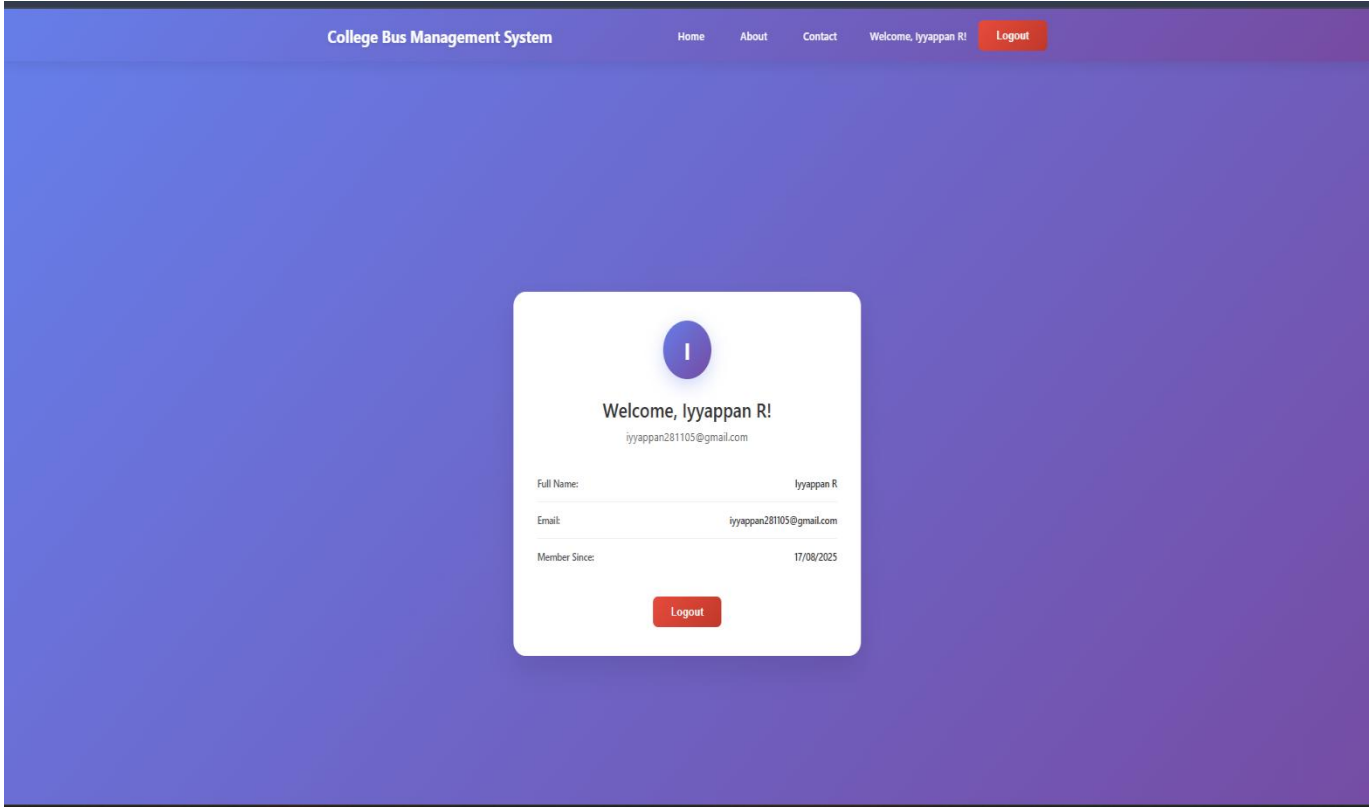 College Bus Management System Home About Contact Welcome, Iyyappan R! Logout
I
Welcome, Iyyappan R!
iyyappan281105@gmail.com
Full Name: Iyyappan R
Email: iyyappan281105@gmail.com
Member Since: 17/08/2025
Logout